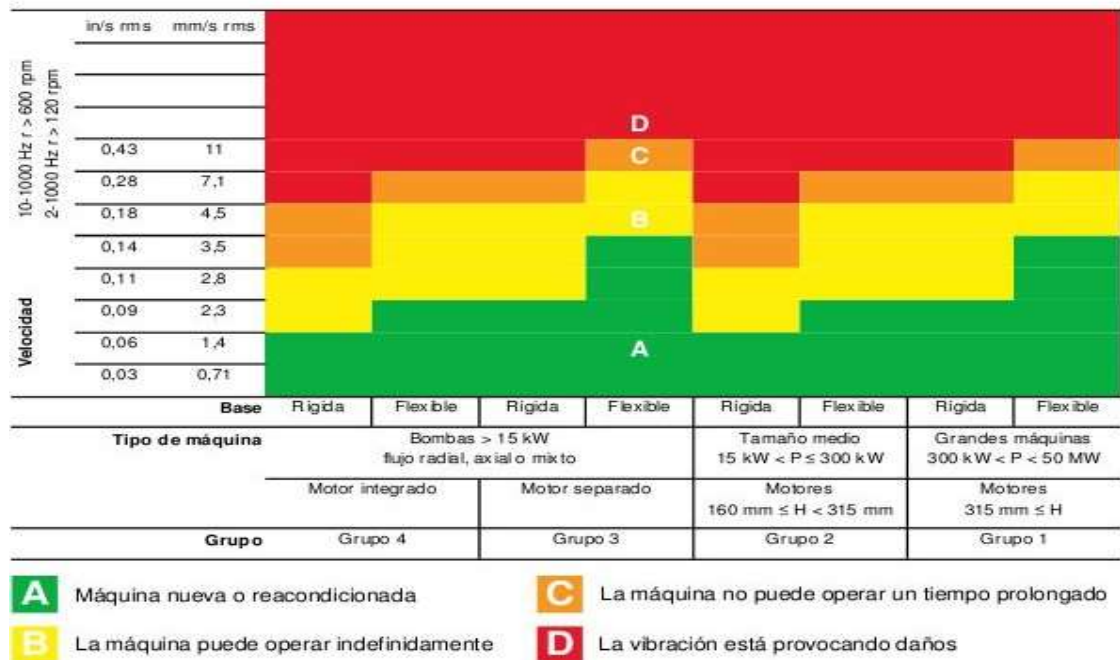 in/s rms mm/s rms
10-1000 Hz r > 600 rpm
2-1000 Hz r > 120 rpm
Velocidad
D
0,43 11 C
0,28 7,1
0,18 4,5 B
0,14 3,5
0,11 2,8
0,09 2,3
0,06 1,4 A
0,03 0,71
Base Rígida Flexible Rígida Flexible Rígida Flexible Rígida Flexible
Tipo de máquina Bombas > 15 kW Tamaño medio Grandes máquinas
flujo radial, axial o mixto 15 kW < P ≤ 300 kW 300 kW < P < 50 MW
Motor integrado Motor separado Motores Motores
160 mm ≤ H < 315 mm 315 mm ≤ H
Grupo Grupo 4 Grupo 3 Grupo 2 Grupo 1
A Máquina nueva o reacondicionada C La máquina no puede operar un tiempo prolongado
B La máquina puede operar indefinidamente D La vibración está provocando daños